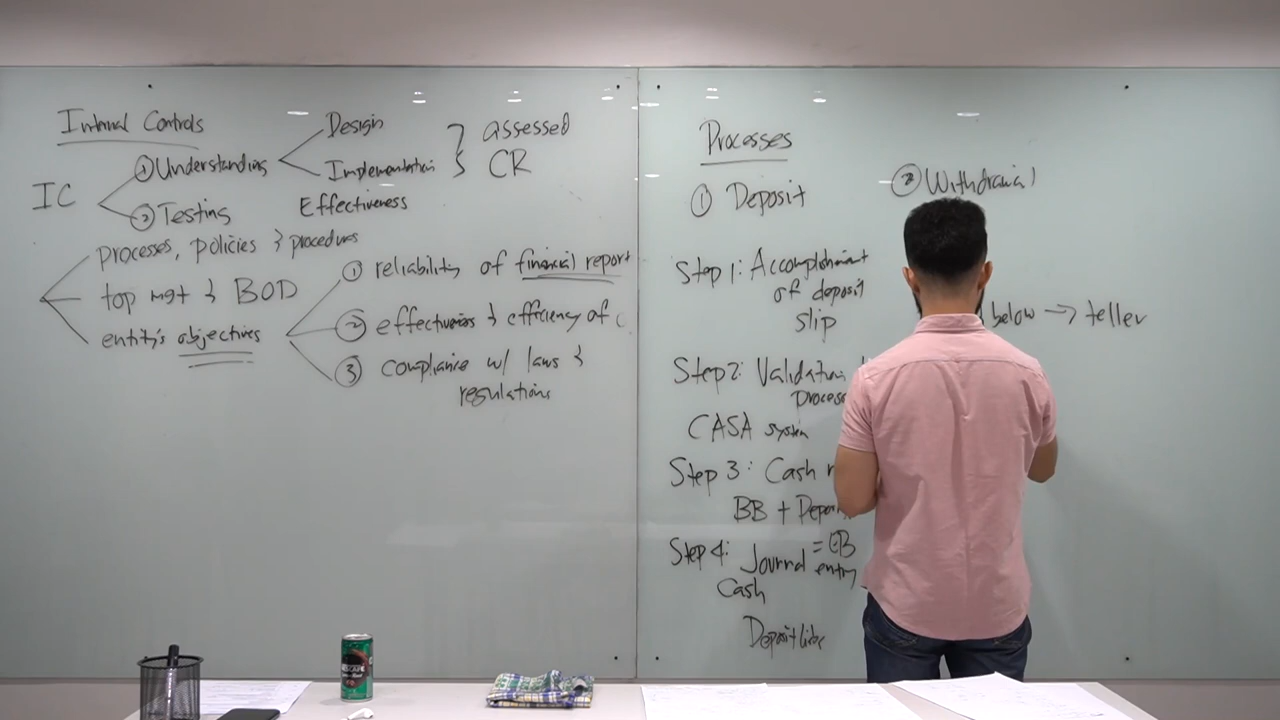 Internal Controls
IC
① Understanding
Design
Implementation
assessed
CR
② Testing
Effectiveness
processes, policies & procedures
top mgt & BOD
entity's objectives
① reliability of financial report
② effectiveness & efficiency of
③ compliance w/ laws &
regulations
Processes
① Deposit
Step 1: Accomplishment
of deposit
slip
Step 2: Validation
process
CASA system
Step 3: Cash
BB + Deposi
= EB
Step 4: Journal entry
Cash
Deposit liab
② Withdrawal
below → teller